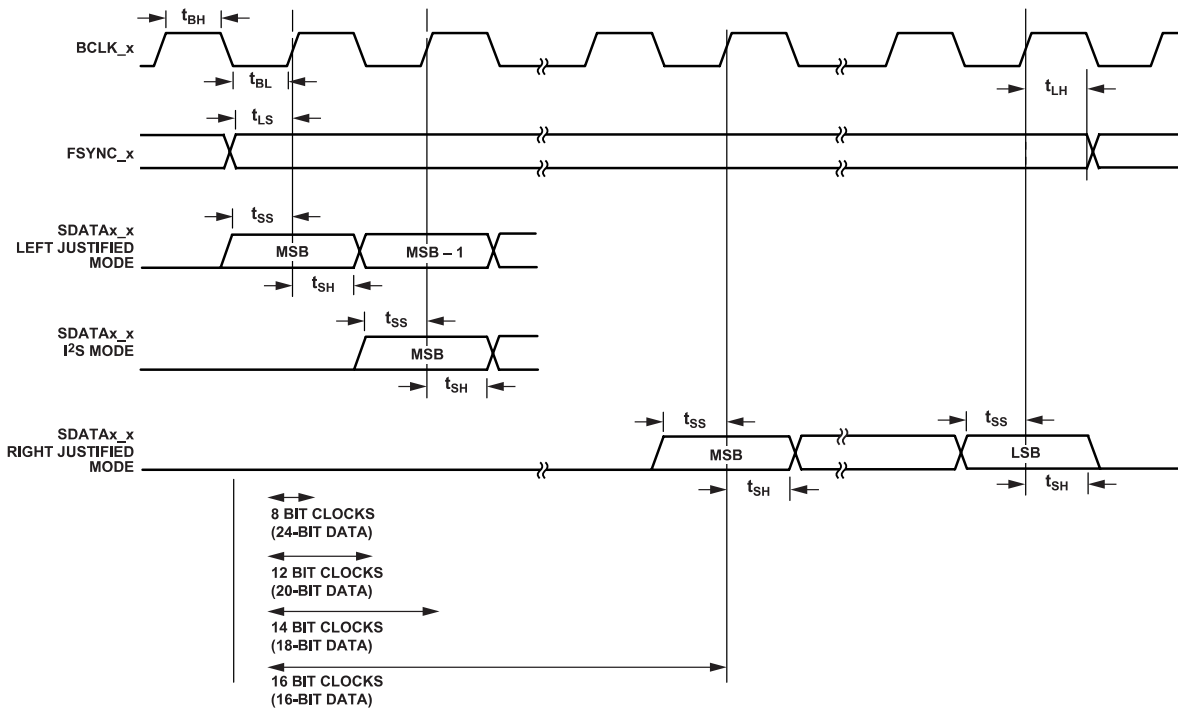 tBH
BCLK_x
tBL
tLH
tLS
FSYNC_x
SDATAx_x
LEFT JUSTIFIED
MODE
tSS
MSB
MSB – 1
tSH
SDATAx_x
I²S MODE
tSS
MSB
tSH
SDATAx_x
RIGHT JUSTIFIED
MODE
tSS
tSS
MSB
LSB
tSH
tSH
8 BIT CLOCKS
(24-BIT DATA)
12 BIT CLOCKS
(20-BIT DATA)
14 BIT CLOCKS
(18-BIT DATA)
16 BIT CLOCKS
(16-BIT DATA)